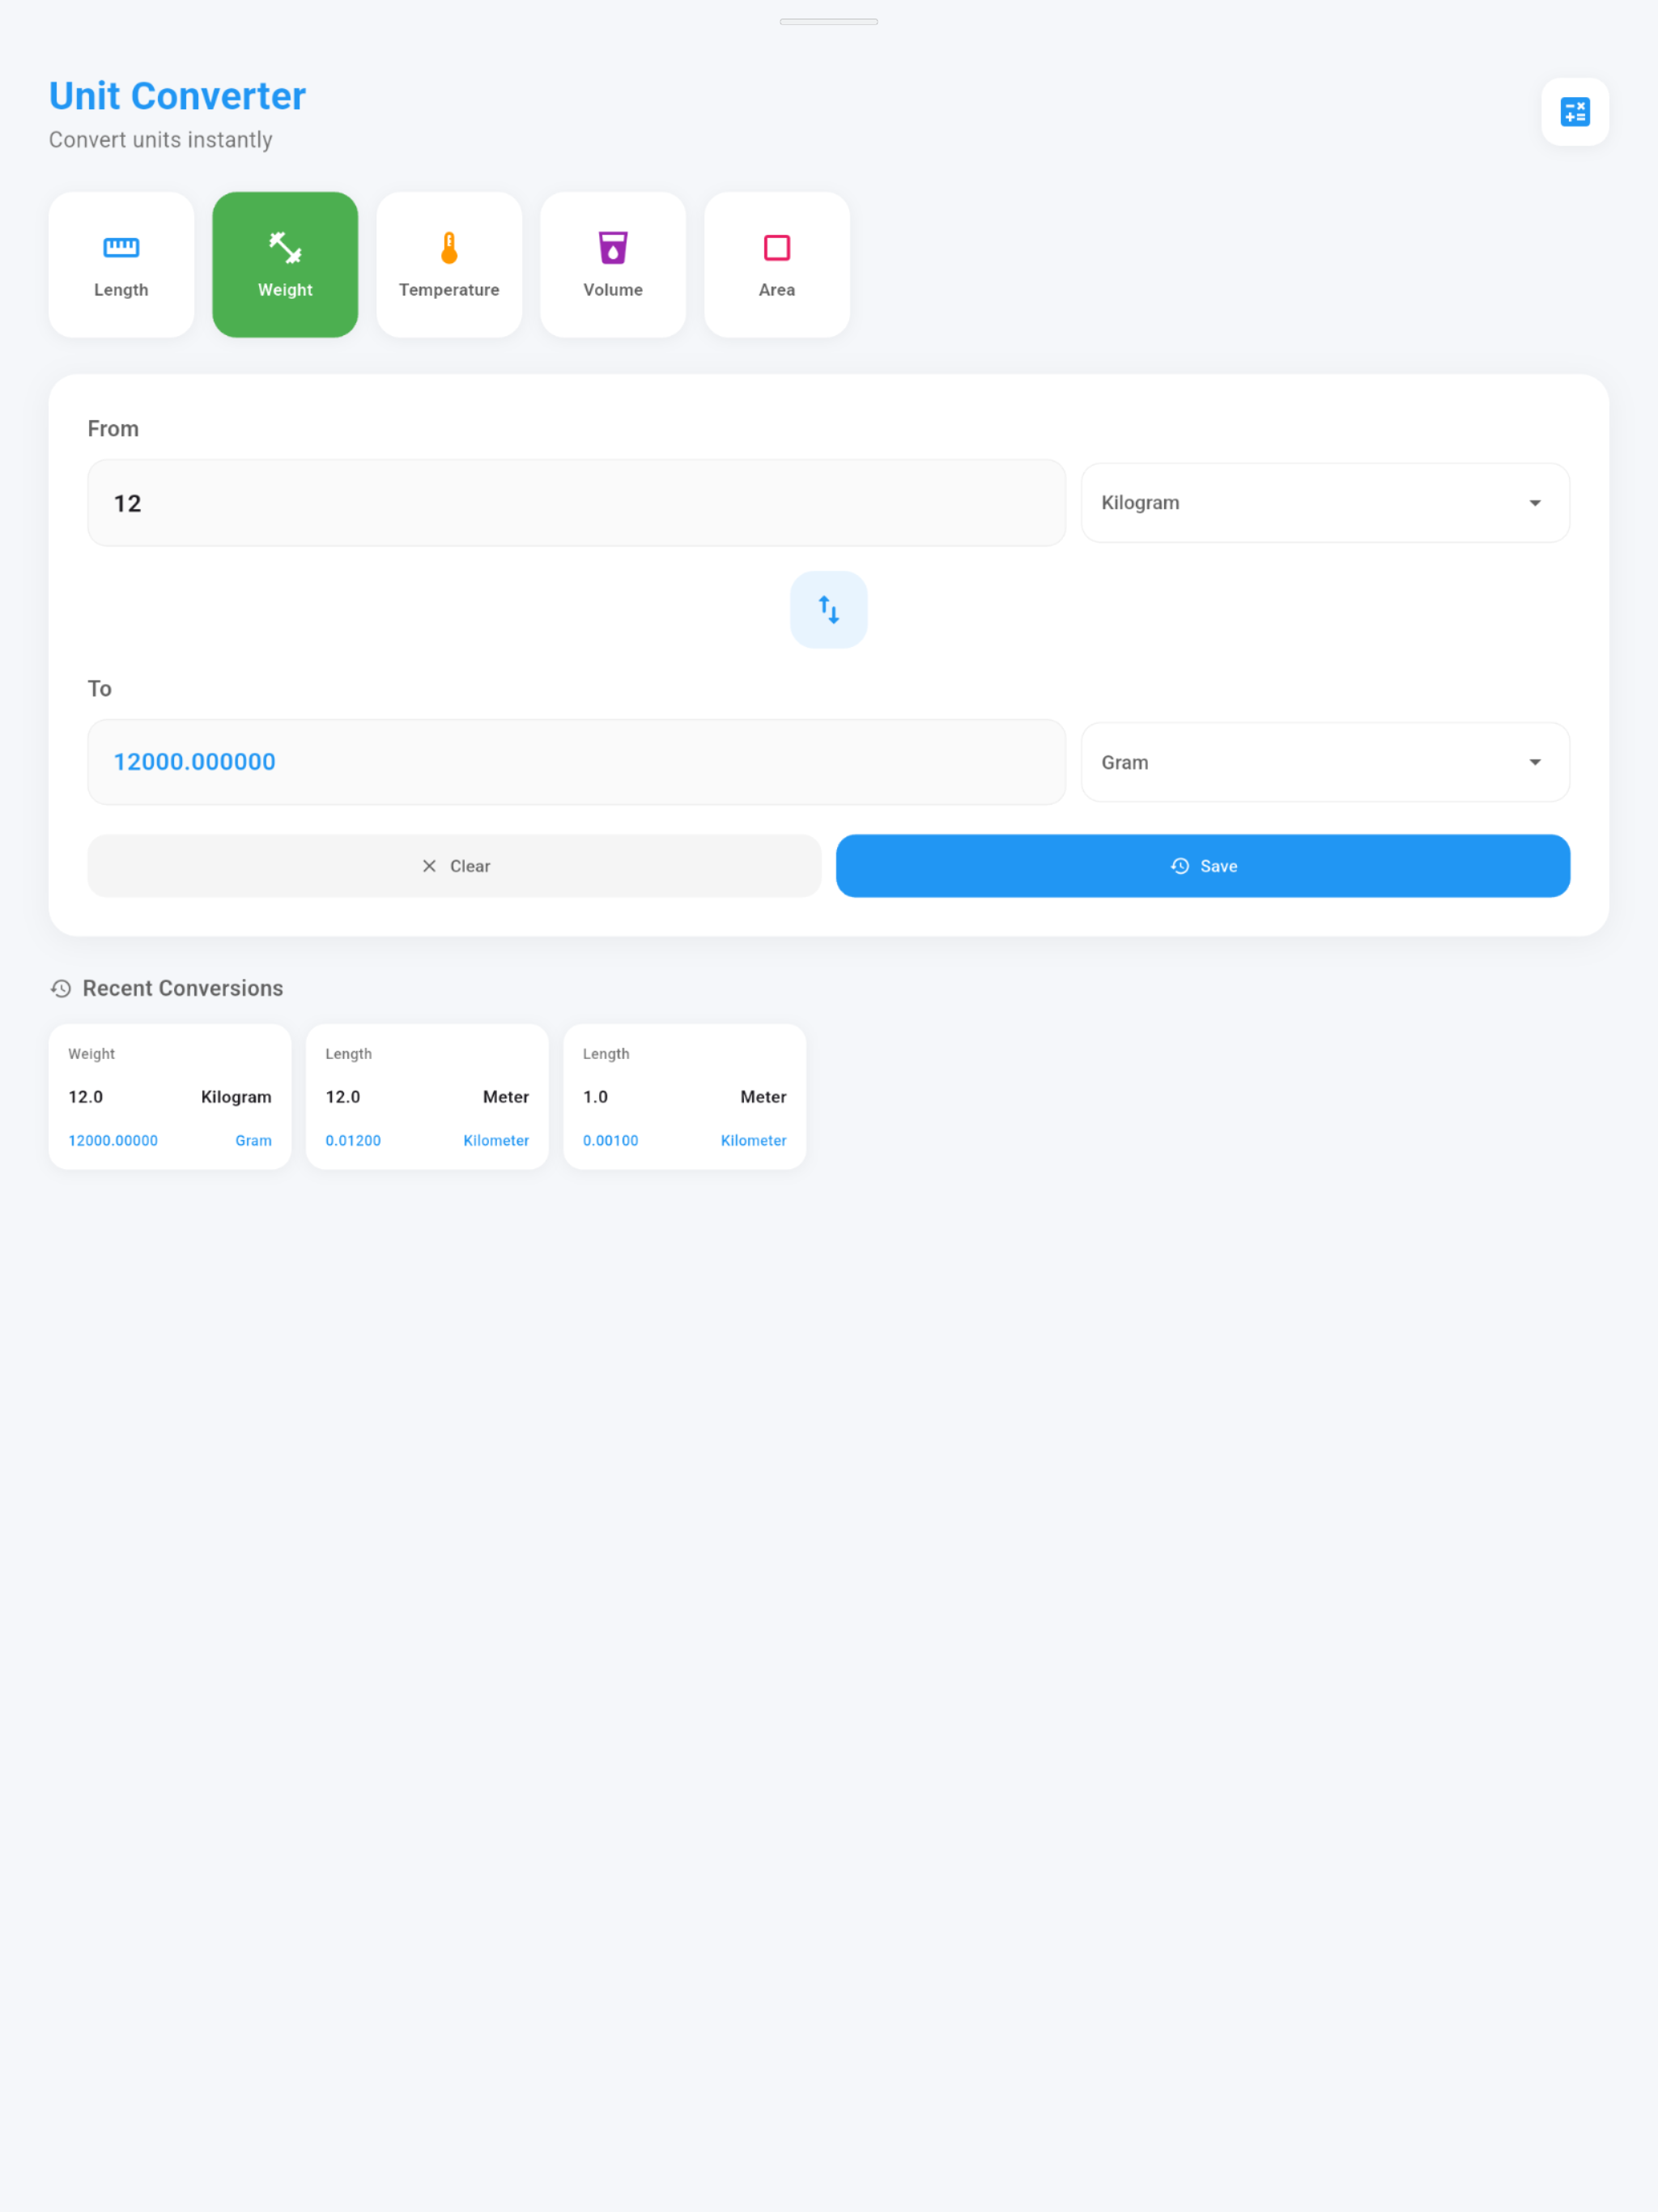 Unit Converter
Convert units instantly
Length
Weight
Temperature
Volume
Area
From
12
Kilogram
To
12000.000000
Gram
Clear
Save
Recent Conversions
Weight
12.0 Kilogram
12000.00000 Gram
Length
12.0 Meter
0.01200 Kilometer
Length
1.0 Meter
0.00100 Kilometer